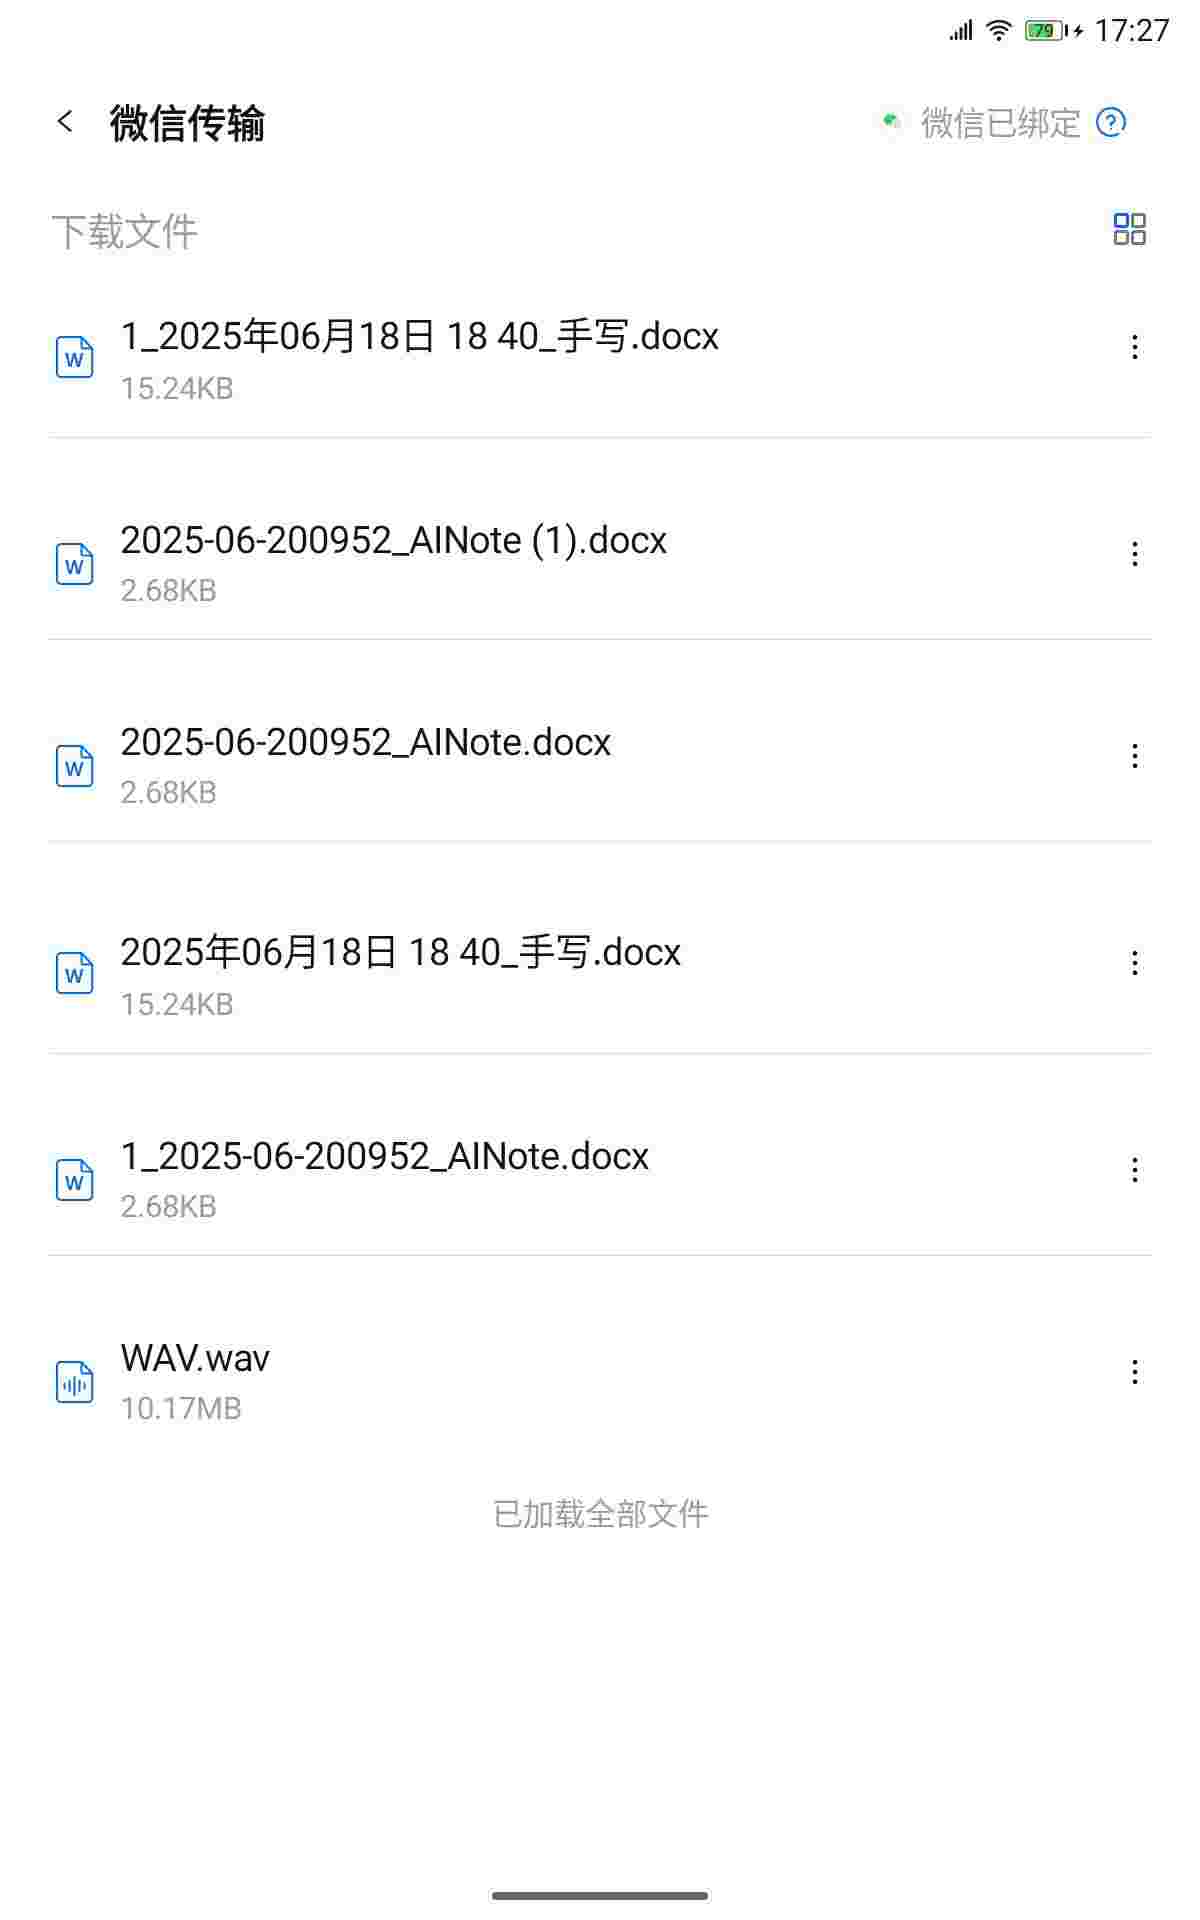 79 17:27
微信传输 微信已绑定
下载文件
1_2025年06月18日 18 40_手写.docx
15.24KB
2025-06-200952_AINote (1).docx
2.68KB
2025-06-200952_AINote.docx
2.68KB
2025年06月18日 18 40_手写.docx
15.24KB
1_2025-06-200952_AINote.docx
2.68KB
WAV.wav
10.17MB
已加载全部文件